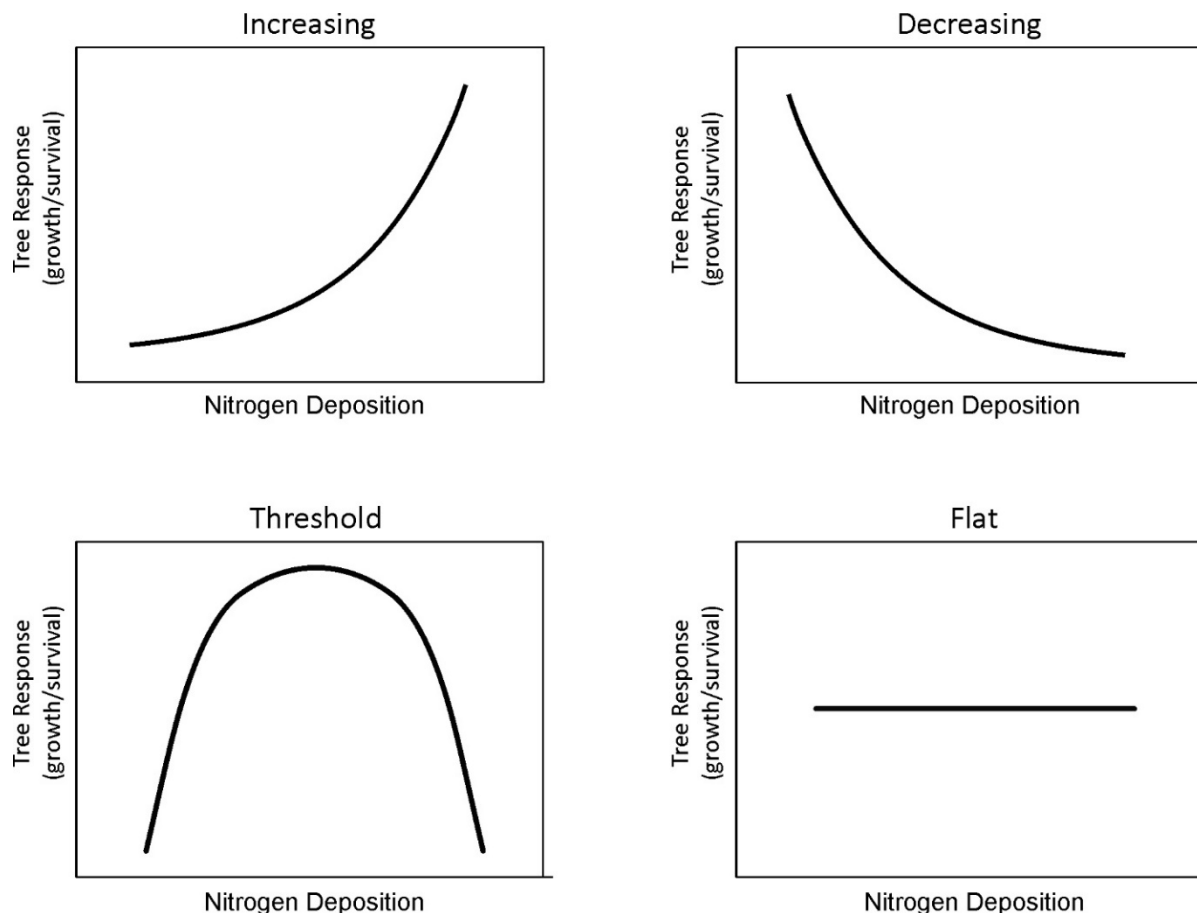 Increasing
Tree Response
(growth/survival)
Nitrogen Deposition
Decreasing
Tree Response
(growth/survival)
Nitrogen Deposition
Threshold
Tree Response
(growth/survival)
Nitrogen Deposition
Flat
Tree Response
(growth/survival)
Nitrogen Deposition